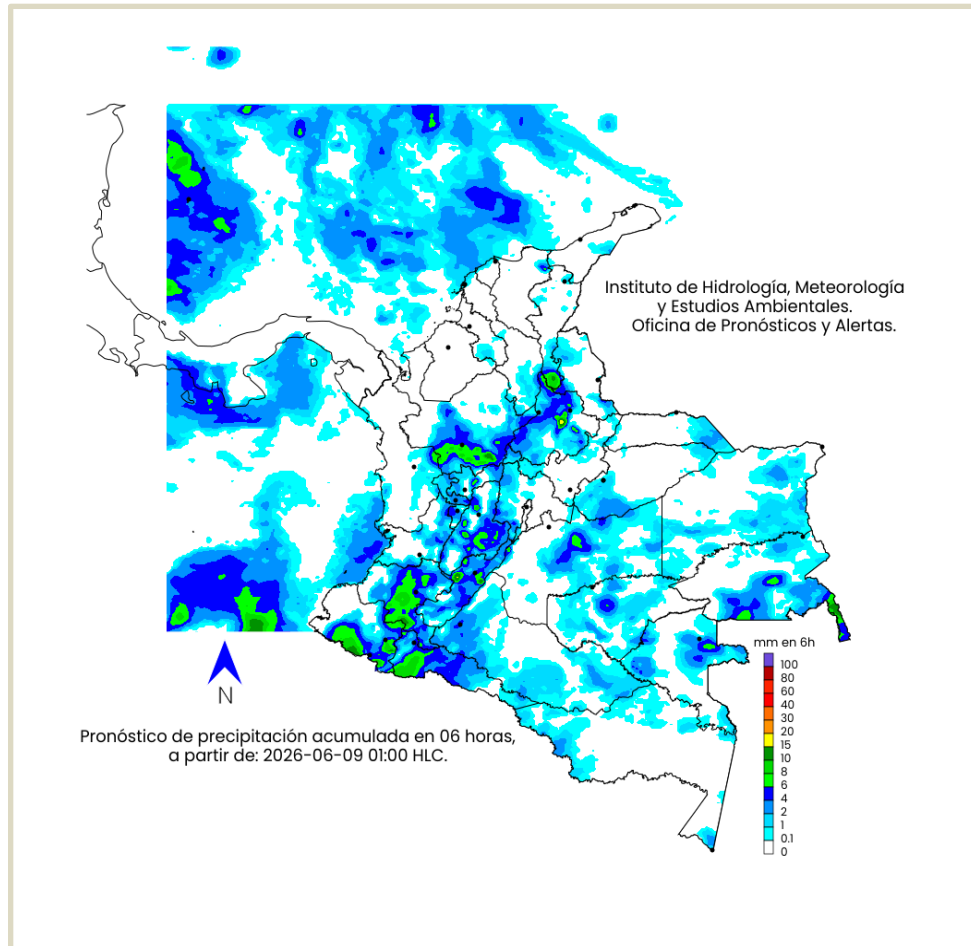 Instituto de Hidrología, Meteorología
y Estudios Ambientales.
Oficina de Pronósticos y Alertas.
mm en 6h
100
80
60
40
30
20
15
10
8
6
4
2
1
0.1
0
N
Pronóstico de precipitación acumulada en 06 horas,
a partir de: 2026-06-09 01:00 HLC.